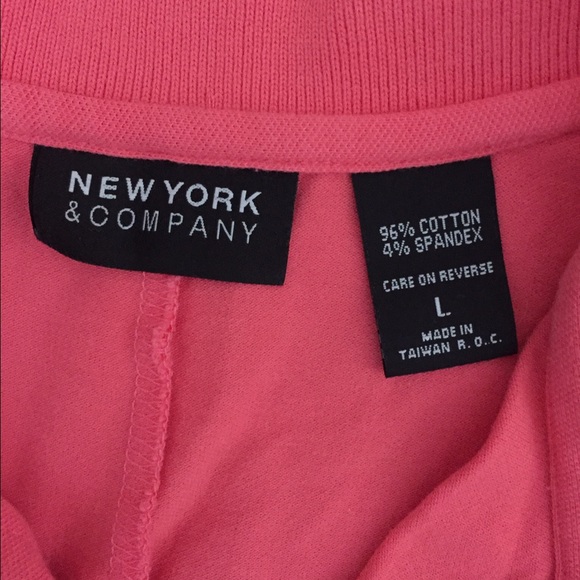 NEW YORK
& COMPANY
96% COTTON
4% SPANDEX
CARE ON REVERSE
L
MADE IN
TAIWAN R.O.C.